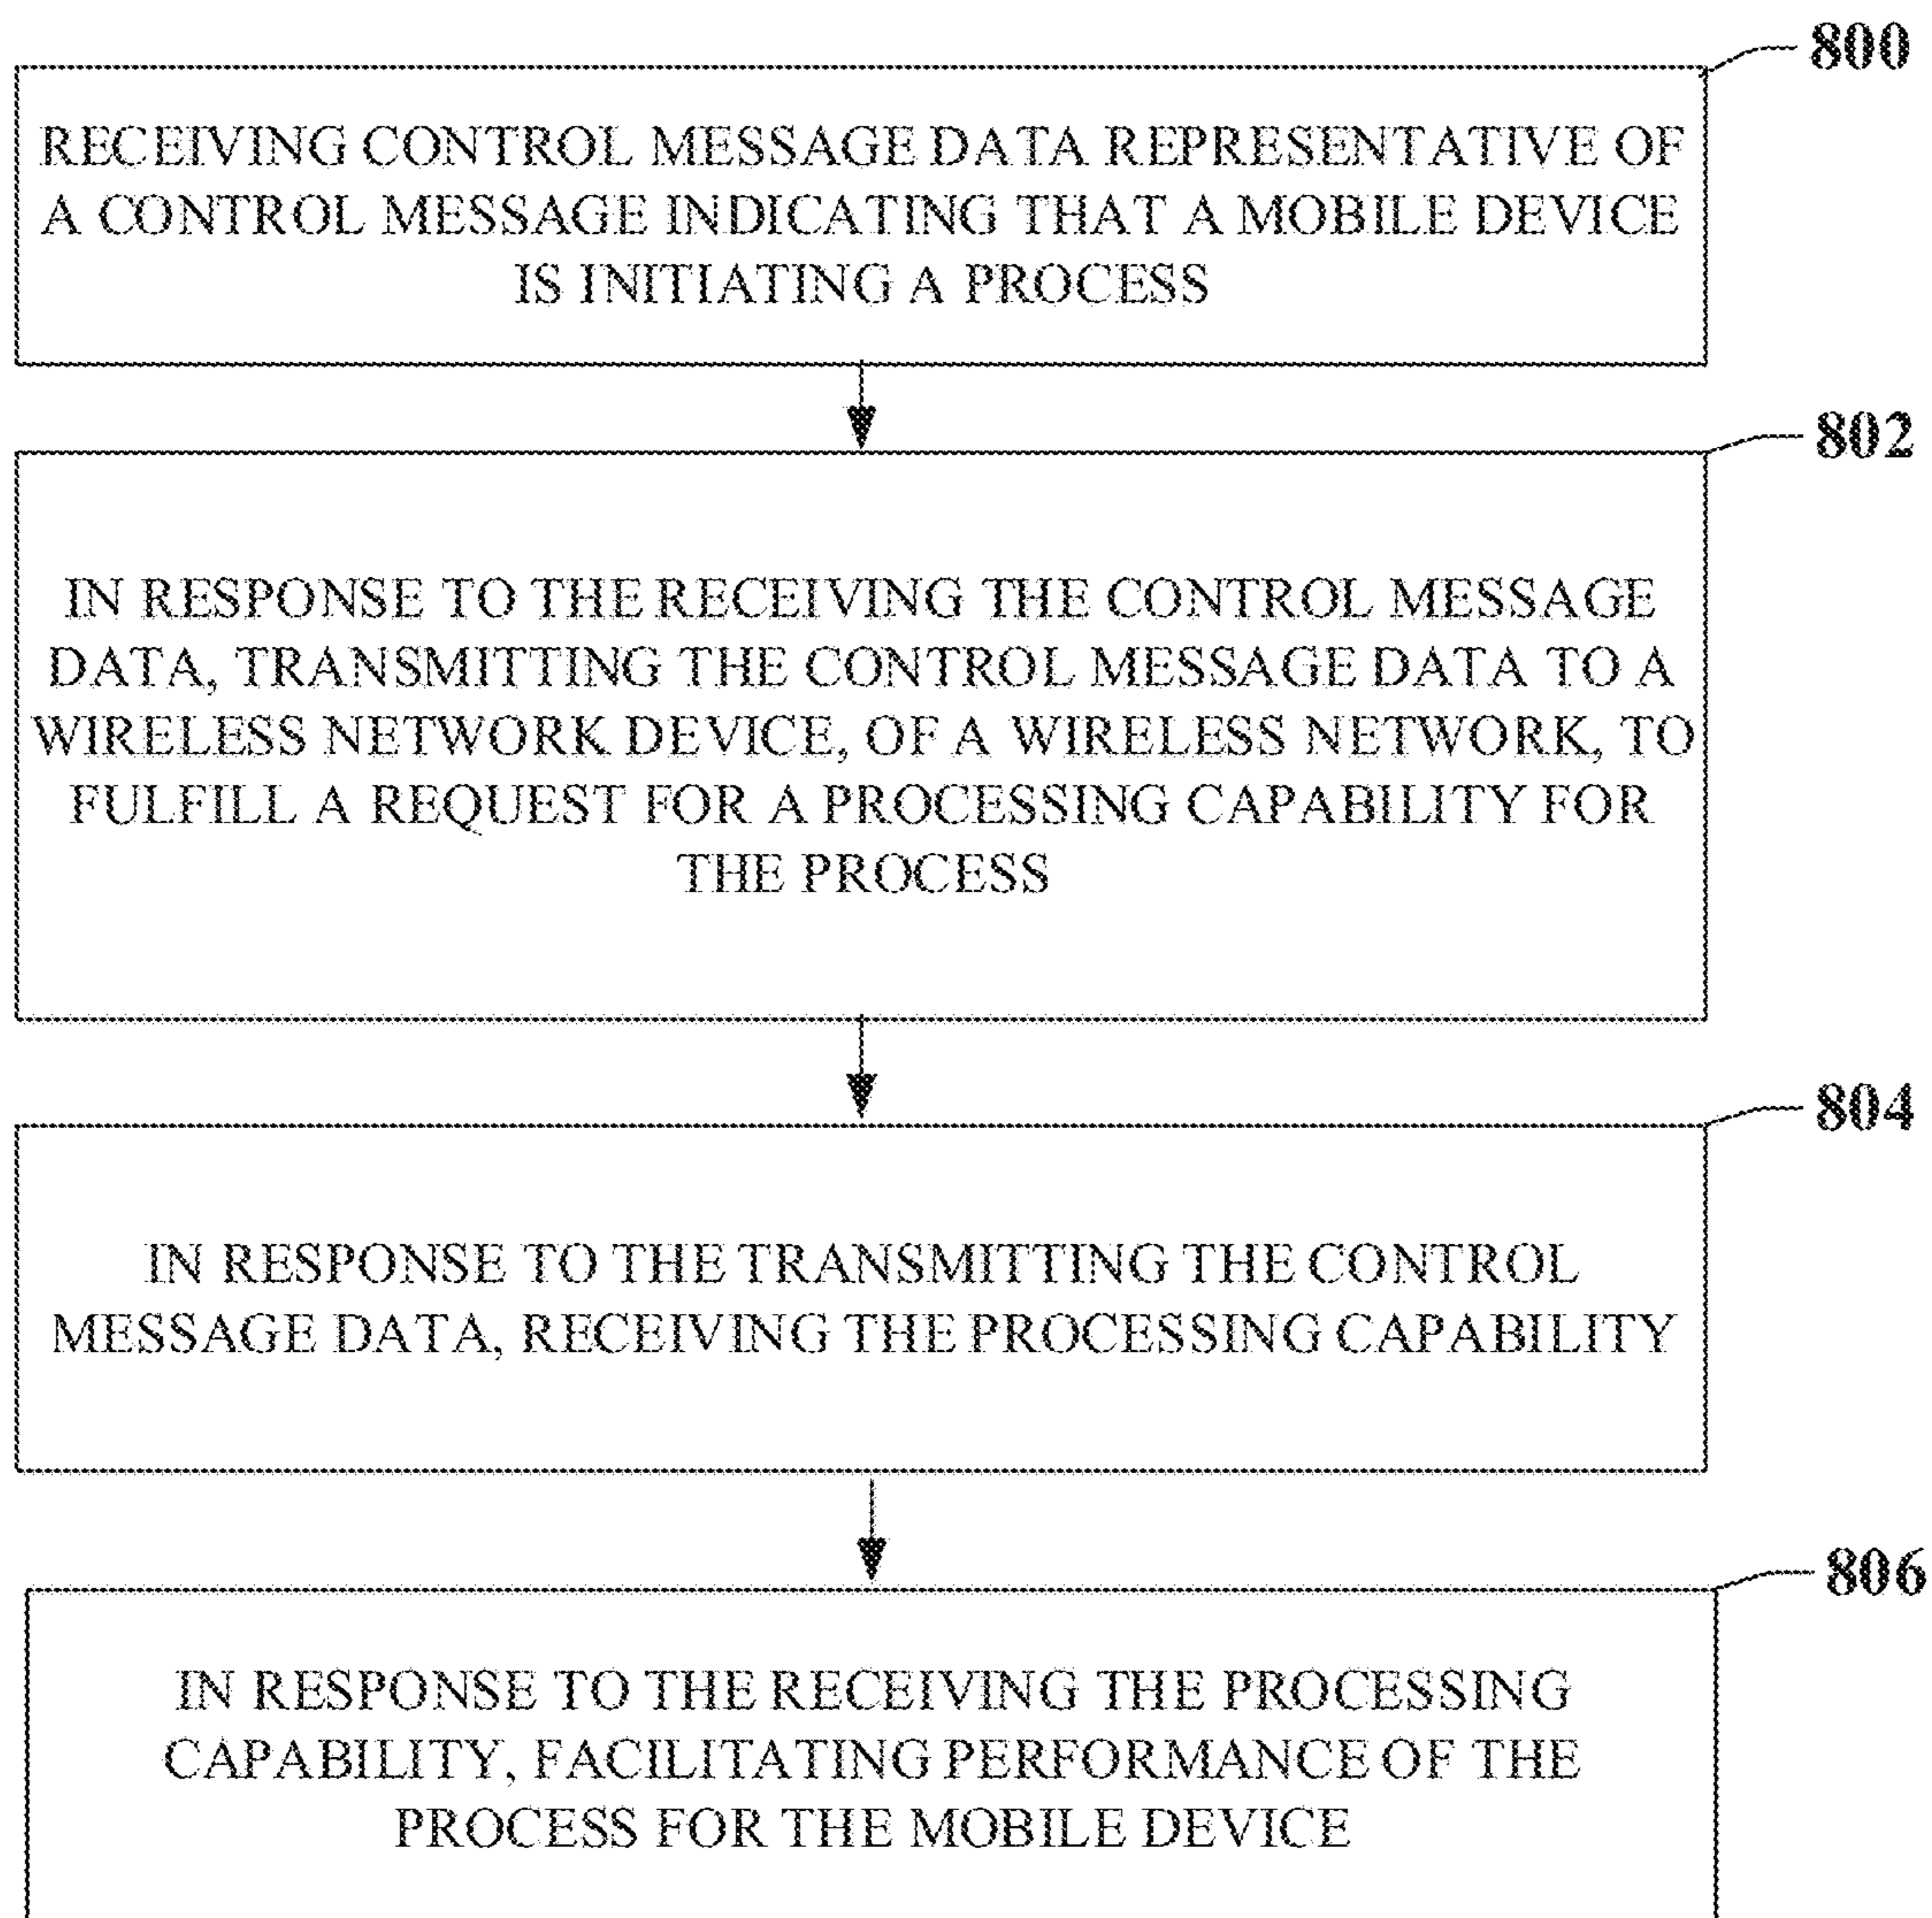 800
RECEIVING CONTROL MESSAGE DATA REPRESENTATIVE OF
A CONTROL MESSAGE INDICATING THAT A MOBILE DEVICE
IS INITIATING A PROCESS
802
IN RESPONSE TO THE RECEIVING THE CONTROL MESSAGE
DATA, TRANSMITTING THE CONTROL MESSAGE DATA TO A
WIRELESS NETWORK DEVICE, OF A WIRELESS NETWORK, TO
FULFILL A REQUEST FOR A PROCESSING CAPABILITY FOR
THE PROCESS
804
IN RESPONSE TO THE TRANSMITTING THE CONTROL
MESSAGE DATA, RECEIVING THE PROCESSING CAPABILITY
806
IN RESPONSE TO THE RECEIVING THE PROCESSING
CAPABILITY, FACILITATING PERFORMANCE OF THE
PROCESS FOR THE MOBILE DEVICE